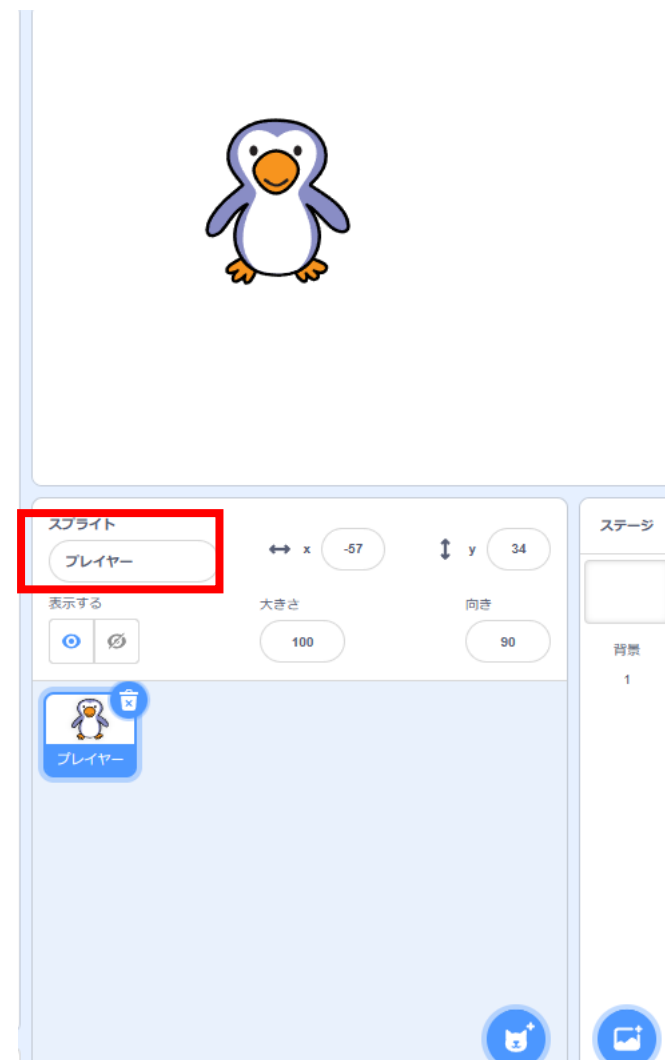 スプライト
プレイヤー
x -57
y 34
ステージ
表示する
大きさ
向き
100
90
背景
1
プレイヤー